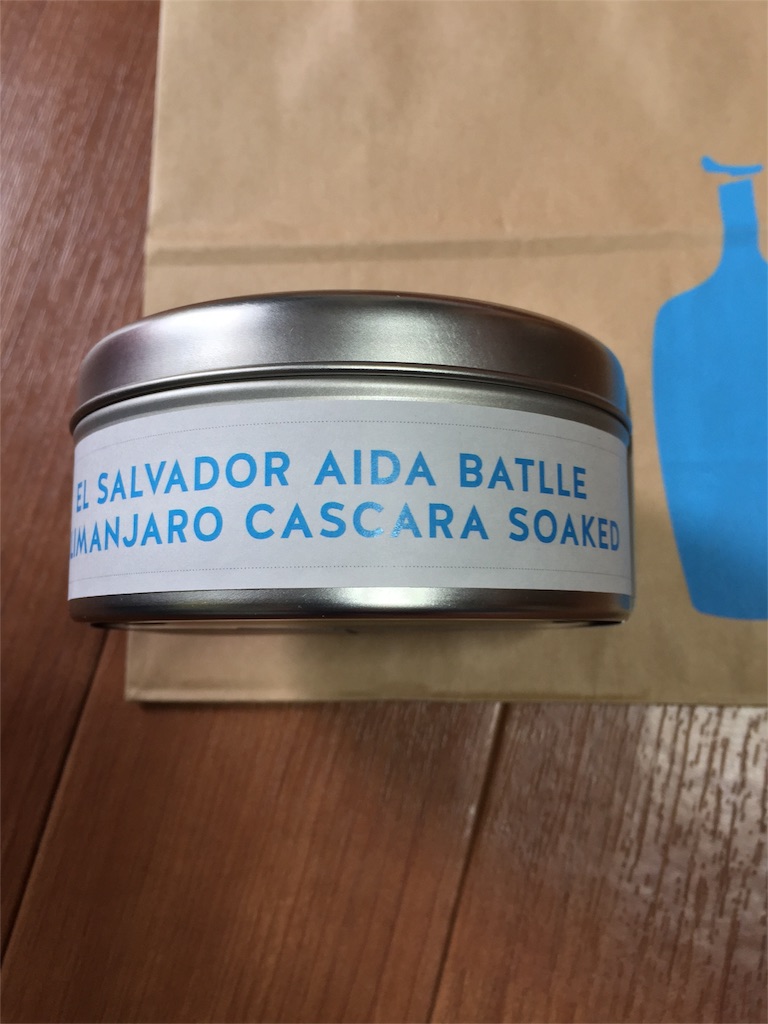 EL SALVADOR AIDA BATLLE
LIMANJARO CASCARA SOAKED